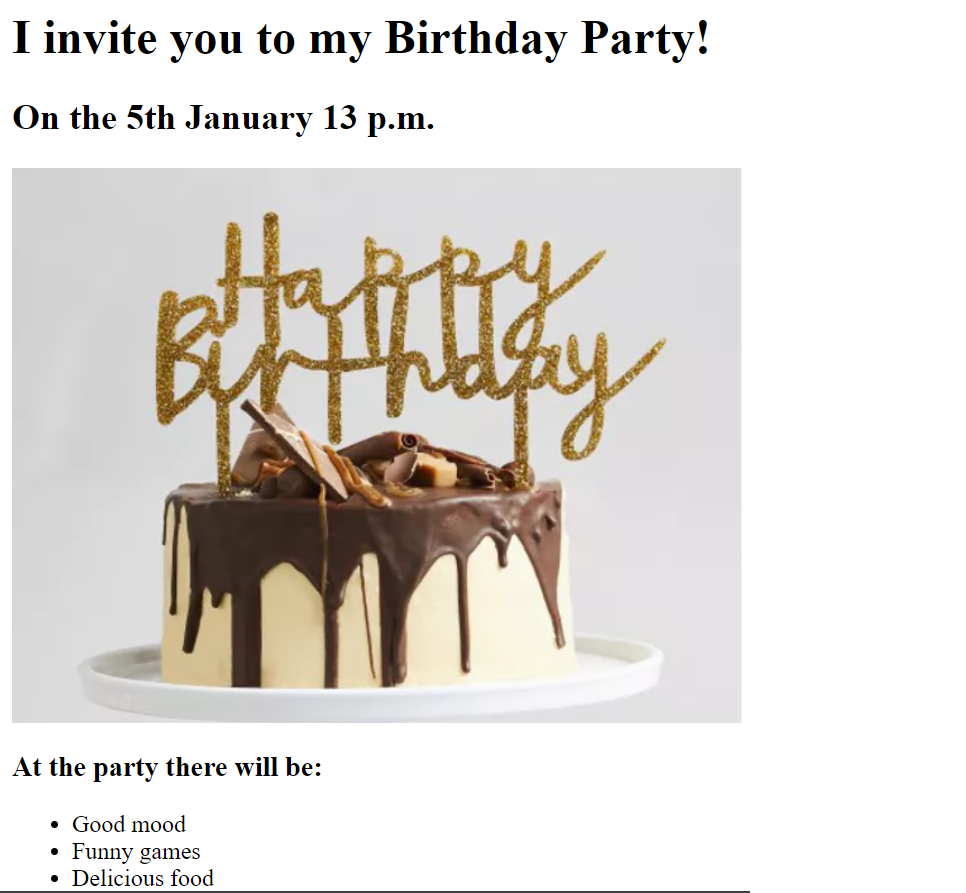 I invite you to my Birthday Party!
On the 5th January 13 p.m.
Happy
Birthday
At the party there will be:
Good mood
Funny games
Delicious food